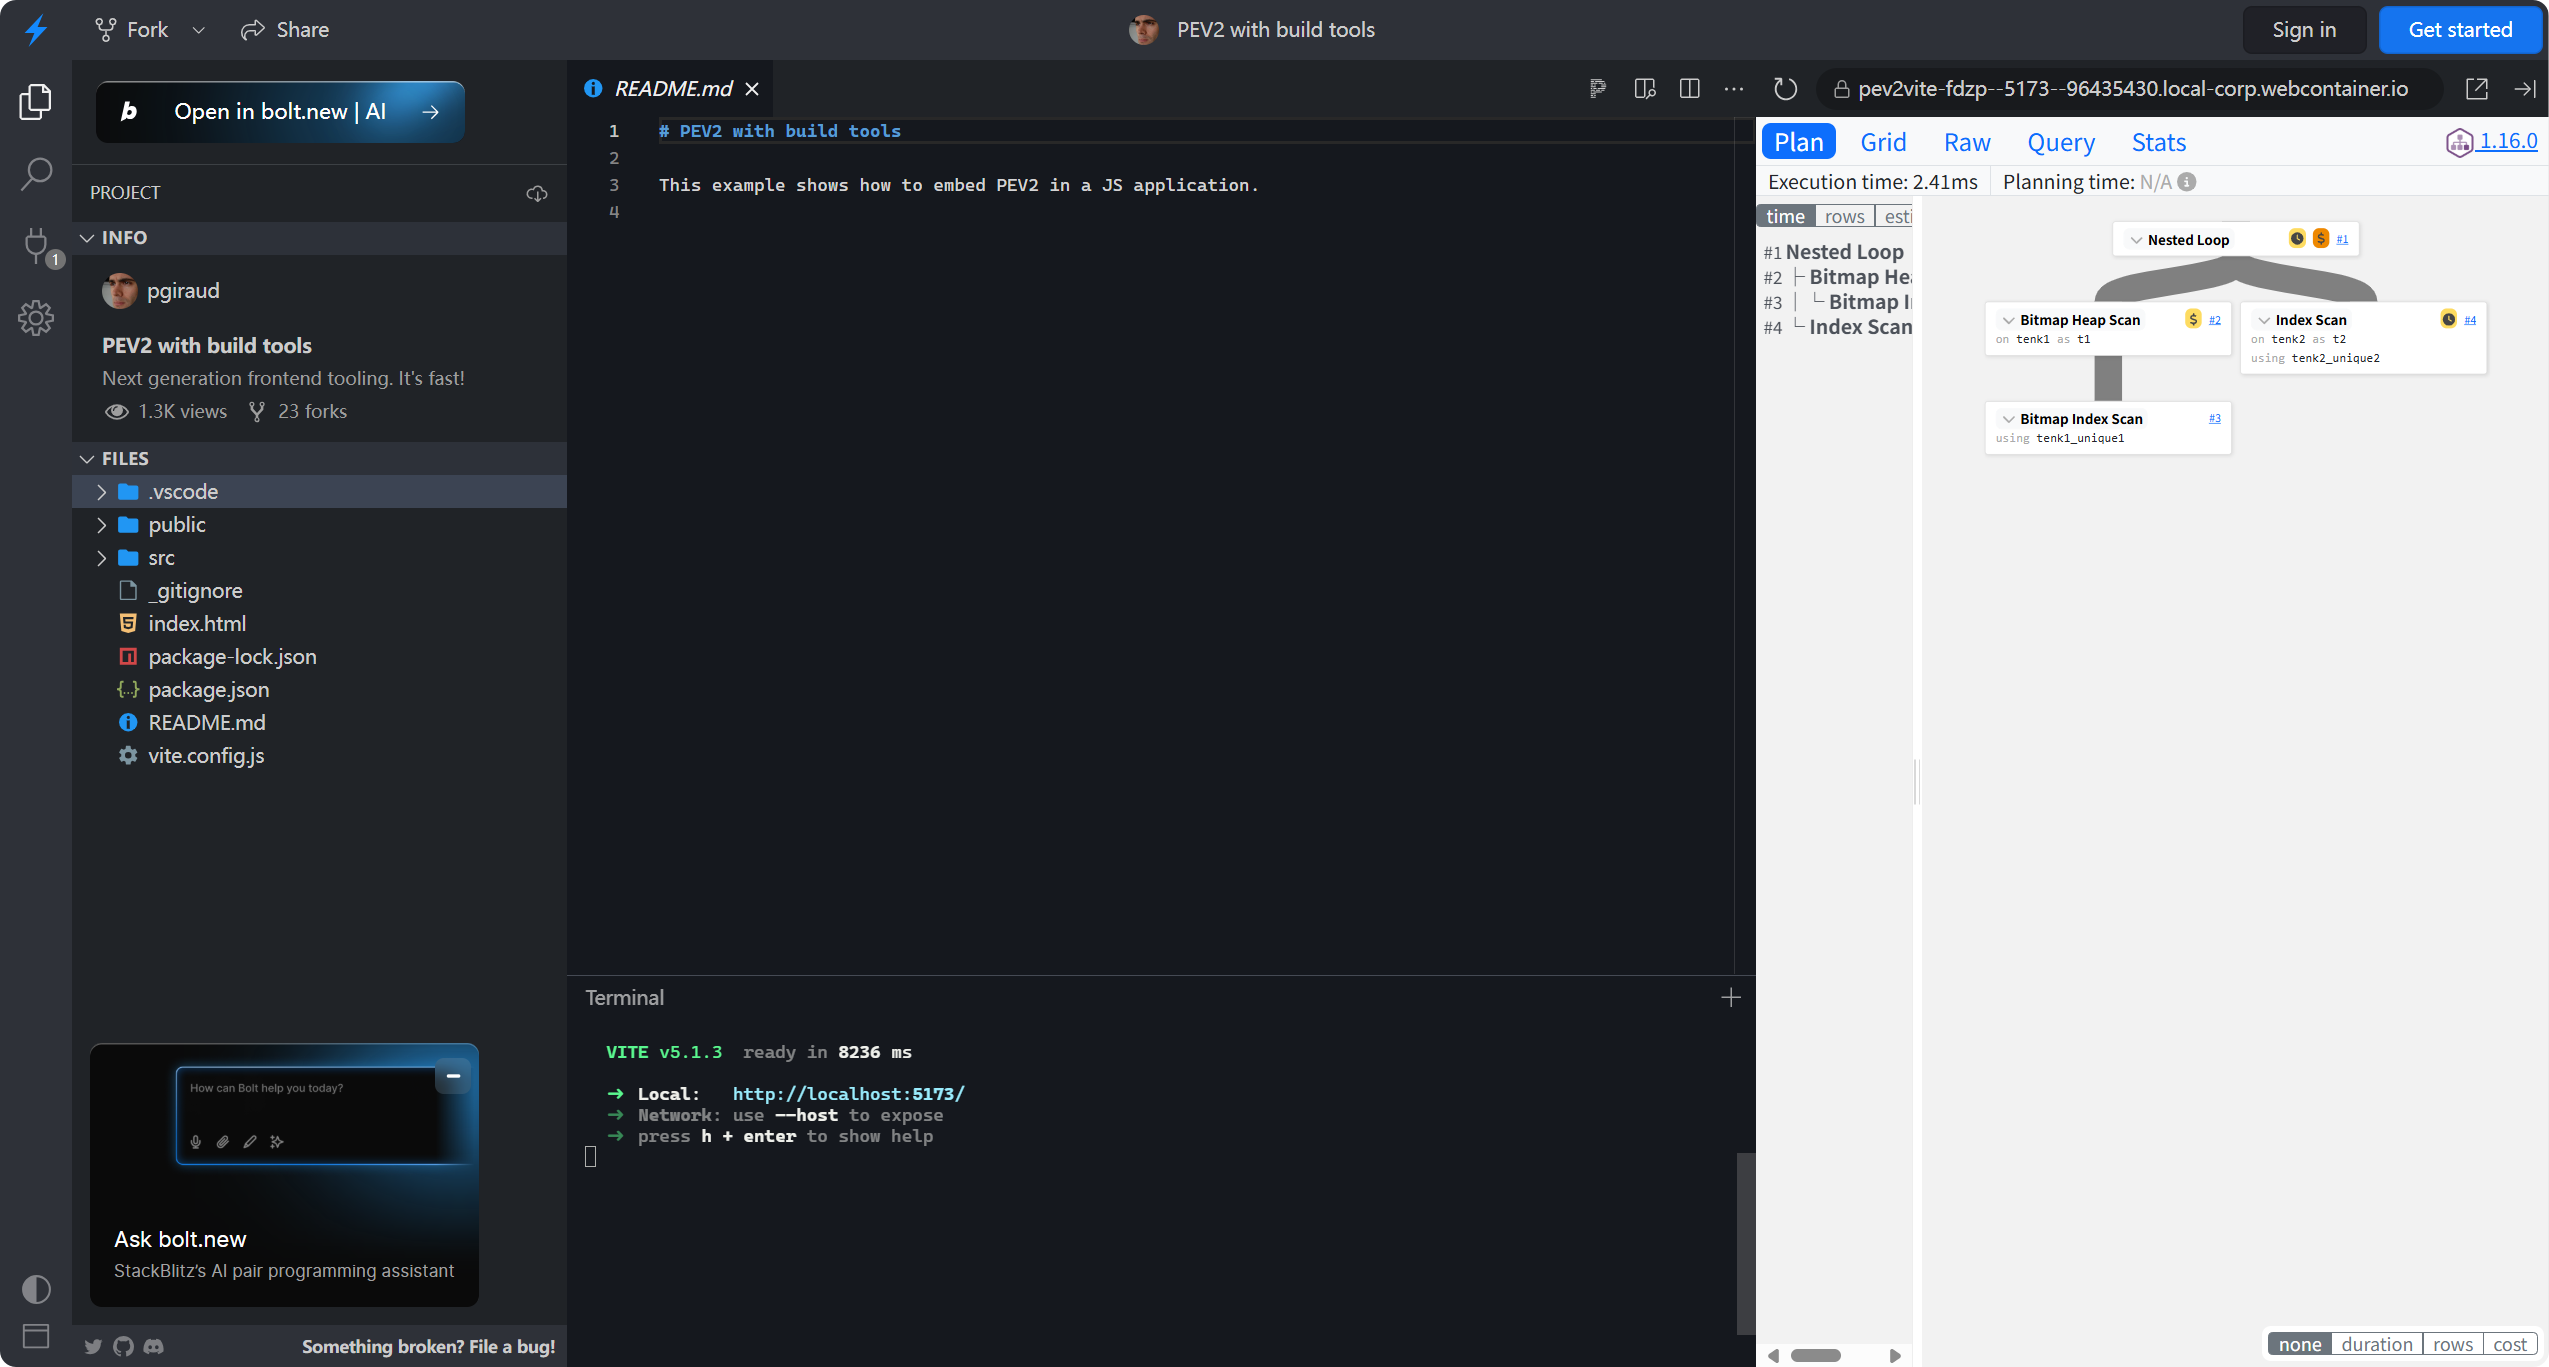 Fork
Share
PEV2 with build tools
Sign in
Get started
Open in bolt.new | AI
PROJECT
INFO
pgiraud
PEV2 with build tools
Next generation frontend tooling. It's fast!
1.3K views
23 forks
FILES
.vscode
public
src
_gitignore
index.html
package-lock.json
package.json
README.md
vite.config.js
1
How can Bolt help you today?
Ask bolt.new
StackBlitz's AI pair programming assistant
Something broken? File a bug!
README.md
1 # PEV2 with build tools
2
3 This example shows how to embed PEV2 in a JS application.
4
Terminal
VITE v5.1.3 ready in 8236 ms
➜ Local: http://localhost:5173/
➜ Network: use --host to expose
➜ press h + enter to show help
pev2vite-fdzp--5173--96435430.local-corp.webcontainer.io
Plan Grid Raw Query Stats
1.16.0
Execution time: 2.41ms
Planning time: N/A
time rows esti
#1 Nested Loop
#2 ├ Bitmap Hea
#3 │ └ Bitmap I
#4 └ Index Scan
Nested Loop $ #1
Bitmap Heap Scan $ #2
on tenk1 as t1
Index Scan #4
on tenk2 as t2
using tenk2_unique2
Bitmap Index Scan #3
using tenk1_unique1
none duration rows cost